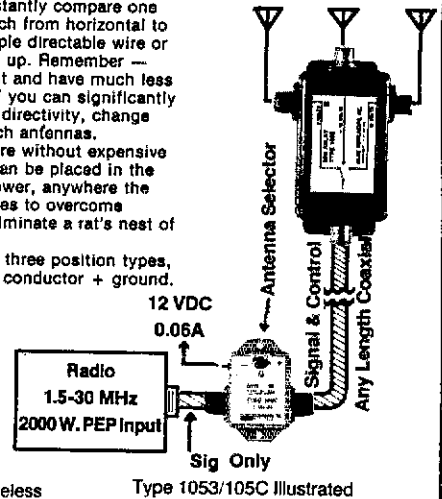 stantly compare one
ch from horizontal to
ple directable wire or
up. Remember —
t and have much less
you can significantly
directivity, change
ch antennas.
re without expensive
can be placed in the
ower, anywhere the
es to overcome
liminate a rat's nest of
three position types,
conductor + ground.
Antenna Selector
Signal & Control
Any Length Coaxial
12 VDC
0.06A
Radio
1.5-30 MHz
2000 W. PEP Input
Sig Only
Type 1053/105C Illustrated
eless